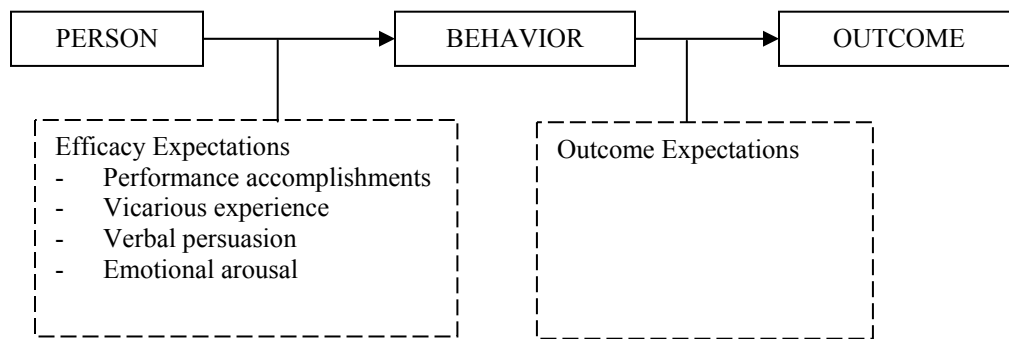 PERSON
BEHAVIOR
OUTCOME
Efficacy Expectations
- Performance accomplishments
- Vicarious experience
- Verbal persuasion
- Emotional arousal
Outcome Expectations